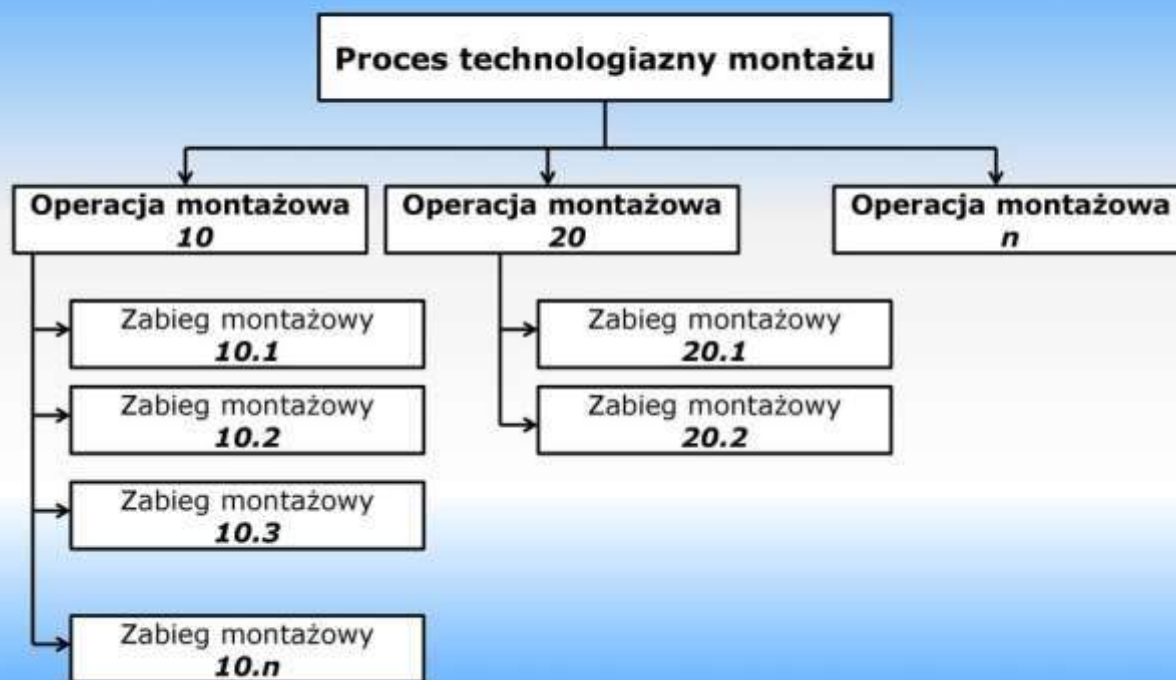 Proces technologiazny montażu
Operacja montażowa
10
Operacja montażowa
20
Operacja montażowa
n
Zabieg montażowy
10.1
Zabieg montażowy
10.2
Zabieg montażowy
10.3
Zabieg montażowy
10.n
Zabieg montażowy
20.1
Zabieg montażowy
20.2